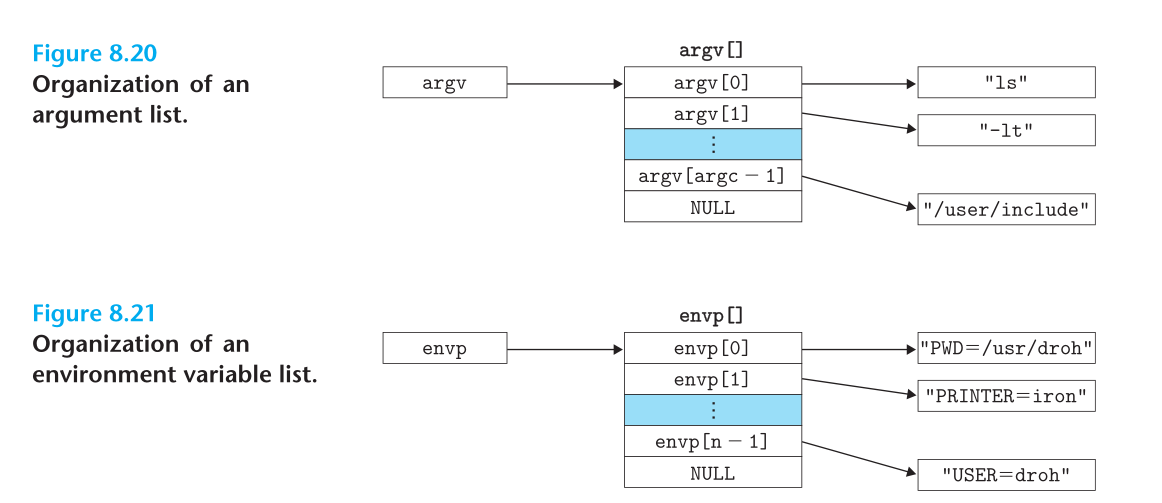 Figure 8.20
Organization of an
argument list.
argv
argv[]
argv[0]
argv[1]
⋮
argv[argc − 1]
NULL
"ls"
"-lt"
"/user/include"
Figure 8.21
Organization of an
environment variable list.
envp
envp[]
envp[0]
envp[1]
⋮
envp[n − 1]
NULL
"PWD=/usr/droh"
"PRINTER=iron"
"USER=droh"